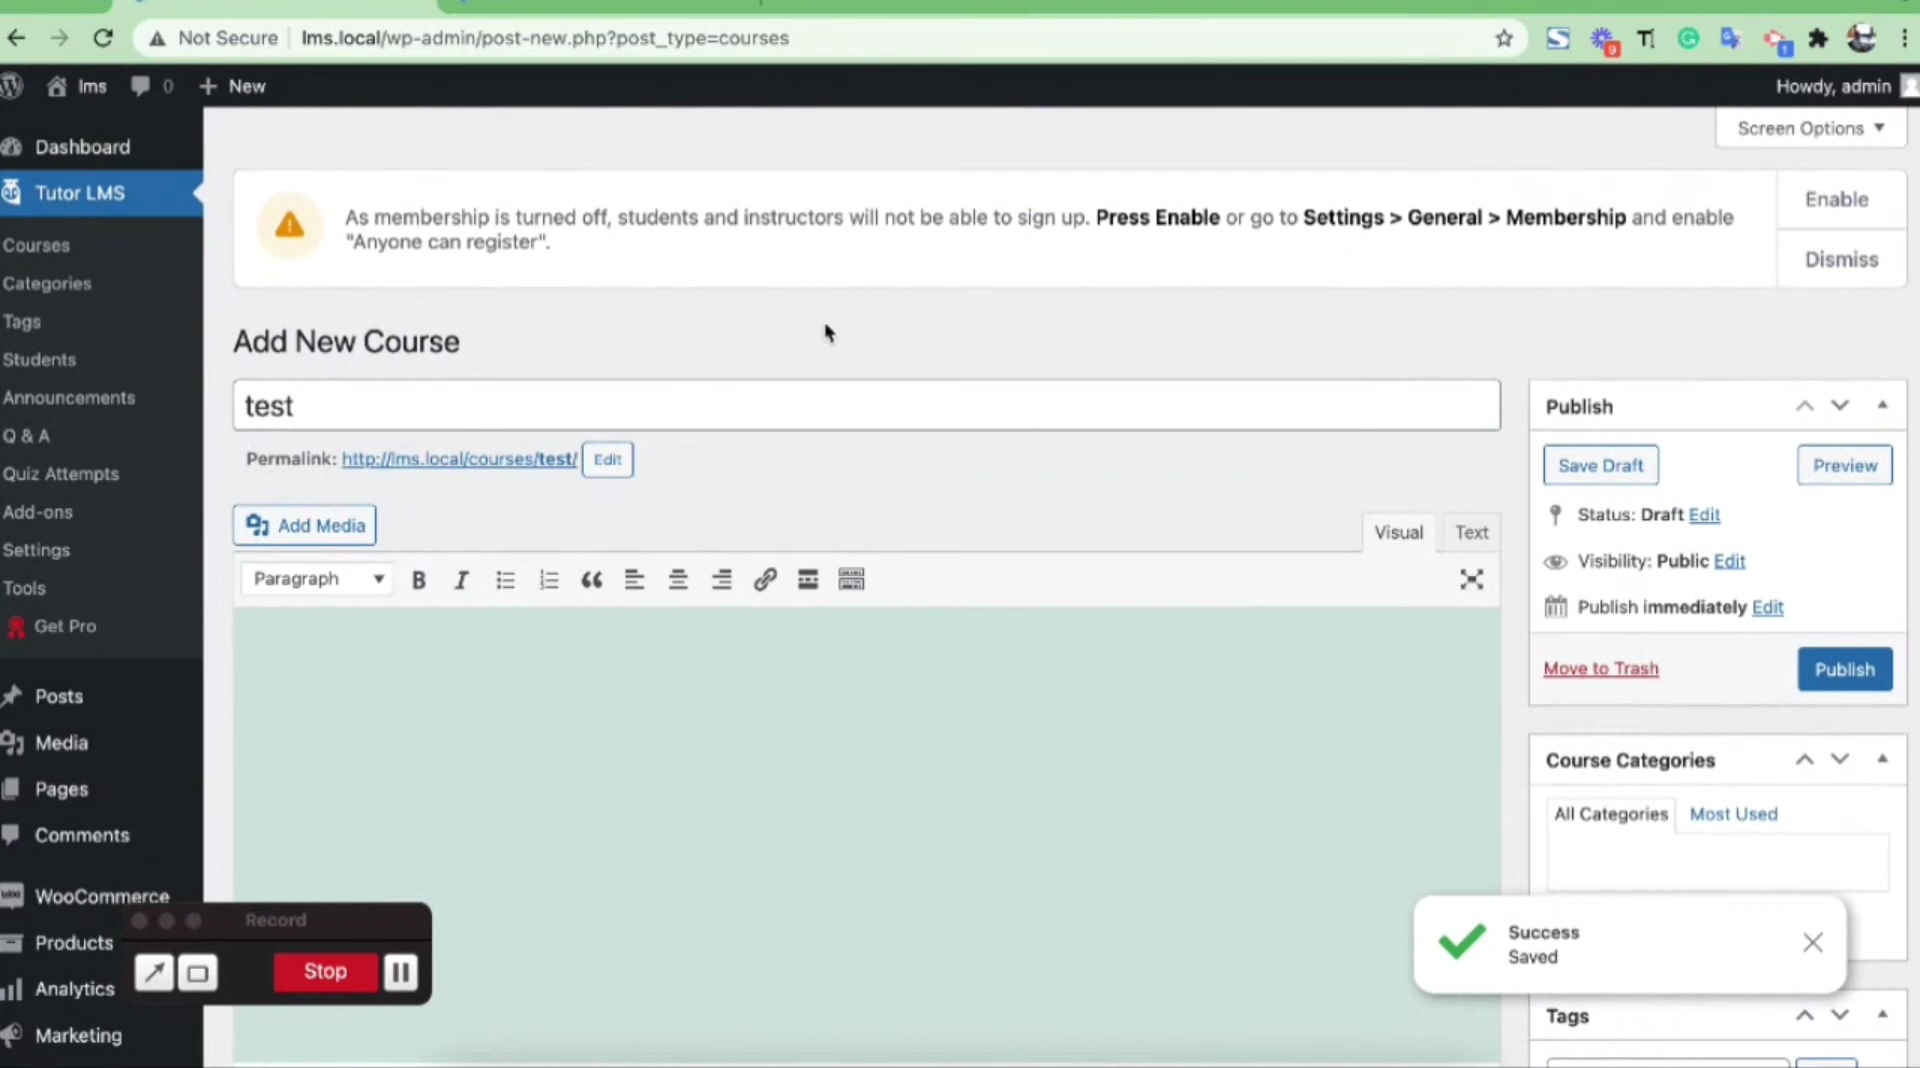 Not Secure lms.local/wp-admin/post-new.php?post_type=courses
9
T
1
lms 0 New Howdy, admin
Screen Options
Dashboard
Tutor LMS
Courses
Categories
Tags
Students
Announcements
Q & A
Quiz Attempts
Add-ons
Settings
Tools
Get Pro
Posts
Media
Pages
Comments
WooCommerce
Products
Analytics
Marketing
As membership is turned off, students and instructors will not be able to sign up. Press Enable or go to Settings > General > Membership and enable
"Anyone can register".
Enable
Dismiss
Add New Course
test
Permalink: http://lms.local/courses/test/ Edit
Add Media
Visual Text
Paragraph B I
Publish
Save Draft Preview
Status: Draft Edit
Visibility: Public Edit
Publish immediately Edit
Move to Trash Publish
Course Categories
All Categories Most Used
Success
Saved
Tags
Record
Stop